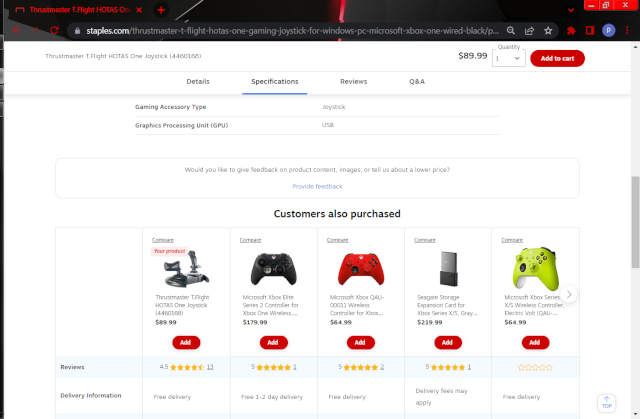 Thrustmaster T.Flight HOTAS On
staples.com/thrustmaster-t-flight-hotas-one-gaming-joystick-for-windows-pc-microsoft-xbox-one-wired-black/p...
P
Thrustmaster T.Flight HOTAS One Joystick (4460168)
$89.99
Quantity
1
Add to cart
Details
Specifications
Reviews
Q&A
Gaming Accessory Type
Joystick
Graphics Processing Unit (GPU)
USB
Would you like to give feedback on product content, images, or tell us about a lower price?
Provide feedback
Customers also purchased
Compare
Compare
Compare
Compare
Compare
Your product
Thrustmaster T.Flight
HOTAS One Joystick
(4460168)
$89.99
Add
Microsoft Xbox Elite
Series 2 Controller for
Xbox One Wireless,...
$179.99
Add
Microsoft Xbox QAU-
00011 Wireless
Controller for Xbox...
$64.99
Add
Seagate Storage
Expansion Card for
Xbox Series X/S, Gray...
$219.99
Add
Microsoft Xbox Series
X/S Wireless Controller,
Electric Volt (QAU-...
$64.99
Add
Reviews
4.5
13
5
1
5
2
5
1
Delivery Information
Free delivery
Free 1-2 day delivery
Free delivery
Delivery fees may
apply
Free delivery
TOP